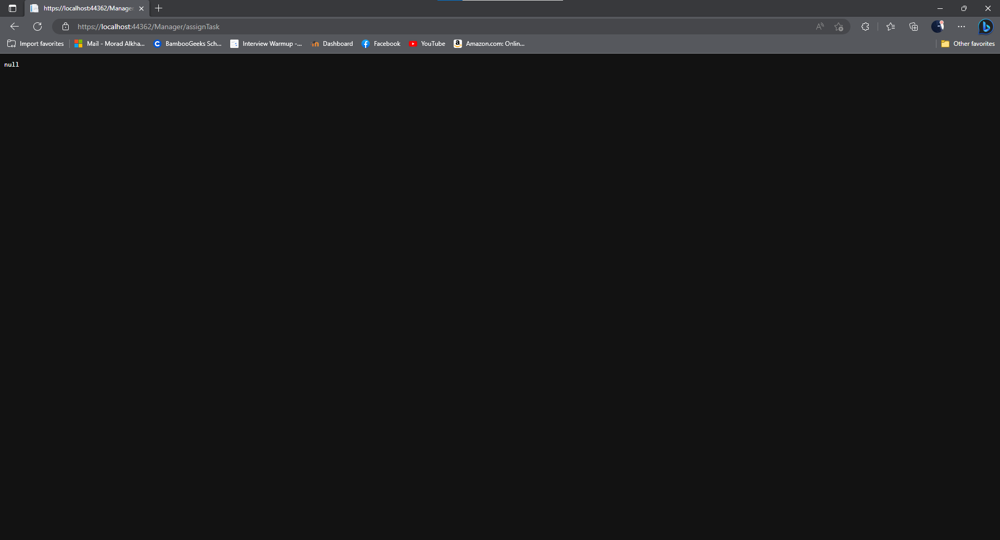 https://localhost:44362/Manager
https://localhost:44362/Manager/assignTask
Import favorites
Mail - Morad Alkha...
BambooGeeks Sch...
Interview Warmup -...
Dashboard
Facebook
YouTube
Amazon.com: Onlin...
Other favorites
null